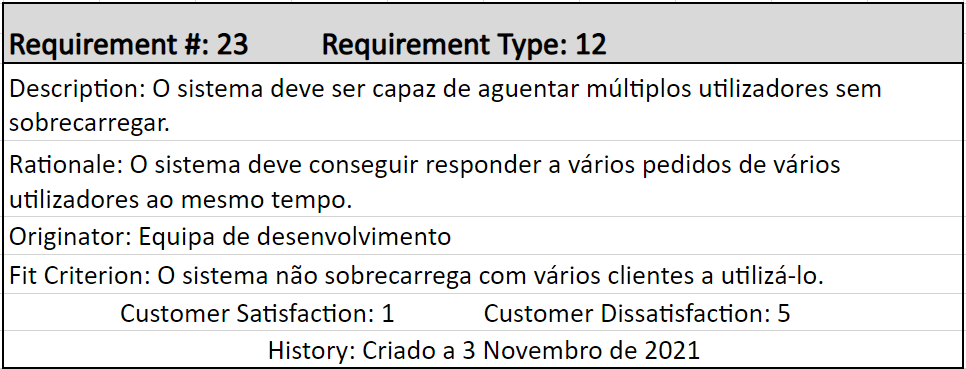 Requirement #: 23 Requirement Type: 12
Description: O sistema deve ser capaz de aguentar múltiplos utilizadores sem
sobrecarregar.
Rationale: O sistema deve conseguir responder a vários pedidos de vários
utilizadores ao mesmo tempo.
Originator: Equipa de desenvolvimento
Fit Criterion: O sistema não sobrecarrega com vários clientes a utilizá-lo.
Customer Satisfaction: 1 Customer Dissatisfaction: 5
History: Criado a 3 Novembro de 2021